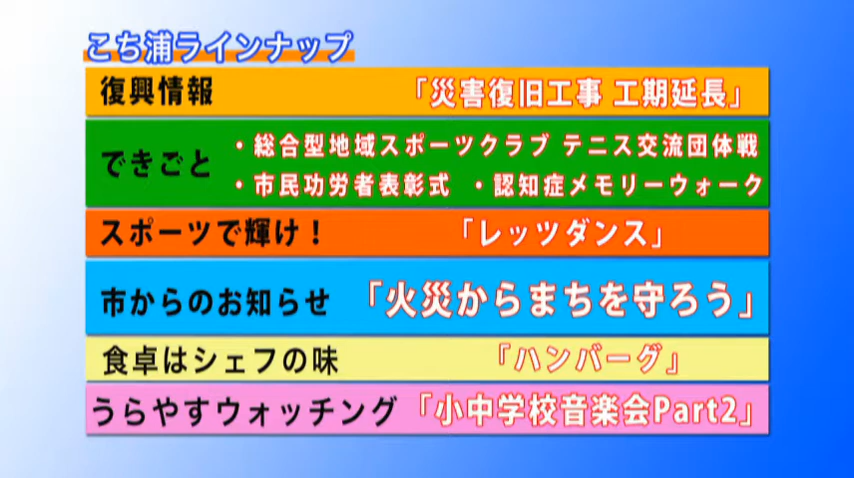 こち浦ラインナップ
復興情報 「災害復旧工事 工期延長」
できごと ・総合型地域スポーツクラブ テニス交流団体戦
・市民功労者表彰式 ・認知症メモリーウォーク
スポーツで輝け！ 「レッツダンス」
市からのお知らせ 「火災からまちを守ろう」
食卓はシェフの味 「ハンバーグ」
うらやすウォッチング 「小中学校音楽会Part2」